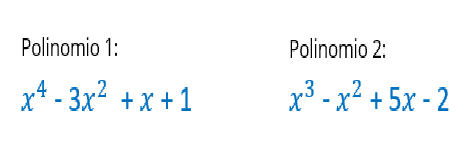 Polinomio 1:
x⁴ - 3x² + x + 1
Polinomio 2:
x³ - x² + 5x - 2